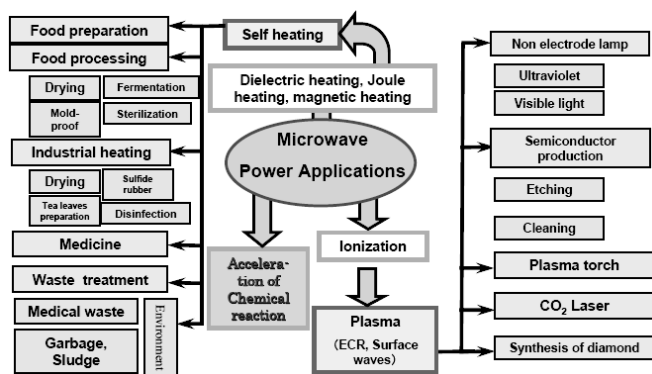 Food preparation
Food processing
Drying
Fermentation
Mold-
proof
Sterilization
Industrial heating
Drying
Sulfide
rubber
Tea leaves
preparation
Disinfection
Medicine
Waste treatment
Medical waste
Garbage,
Sludge
Environment
Self heating
Dielectric heating, Joule
heating, magnetic heating
Microwave
Power Applications
Accelera-
tion of
Chemical
reaction
Ionization
Plasma
(ECR, Surface
waves)
Non electrode lamp
Ultraviolet
Visible light
Semiconductor
production
Etching
Cleaning
Plasma torch
CO₂ Laser
Synthesis of diamond